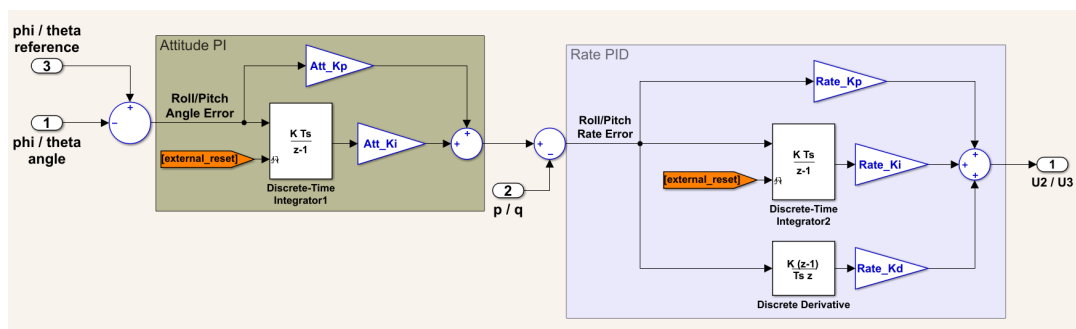 phi / theta
reference
3
1
phi / theta
angle
Attitude PI
Att_Kp
Roll/Pitch
Angle Error
K Ts
z-1
Att_Ki
[external_reset]
Discrete-Time
Integrator1
+
−
+
+
+
−
2
p / q
Roll/Pitch
Rate Error
Rate PID
Rate_Kp
K Ts
z-1
Rate_Ki
[external_reset]
Discrete-Time
Integrator2
K (z-1)
Ts z
Rate_Kd
Discrete Derivative
+
+
+
1
U2 / U3